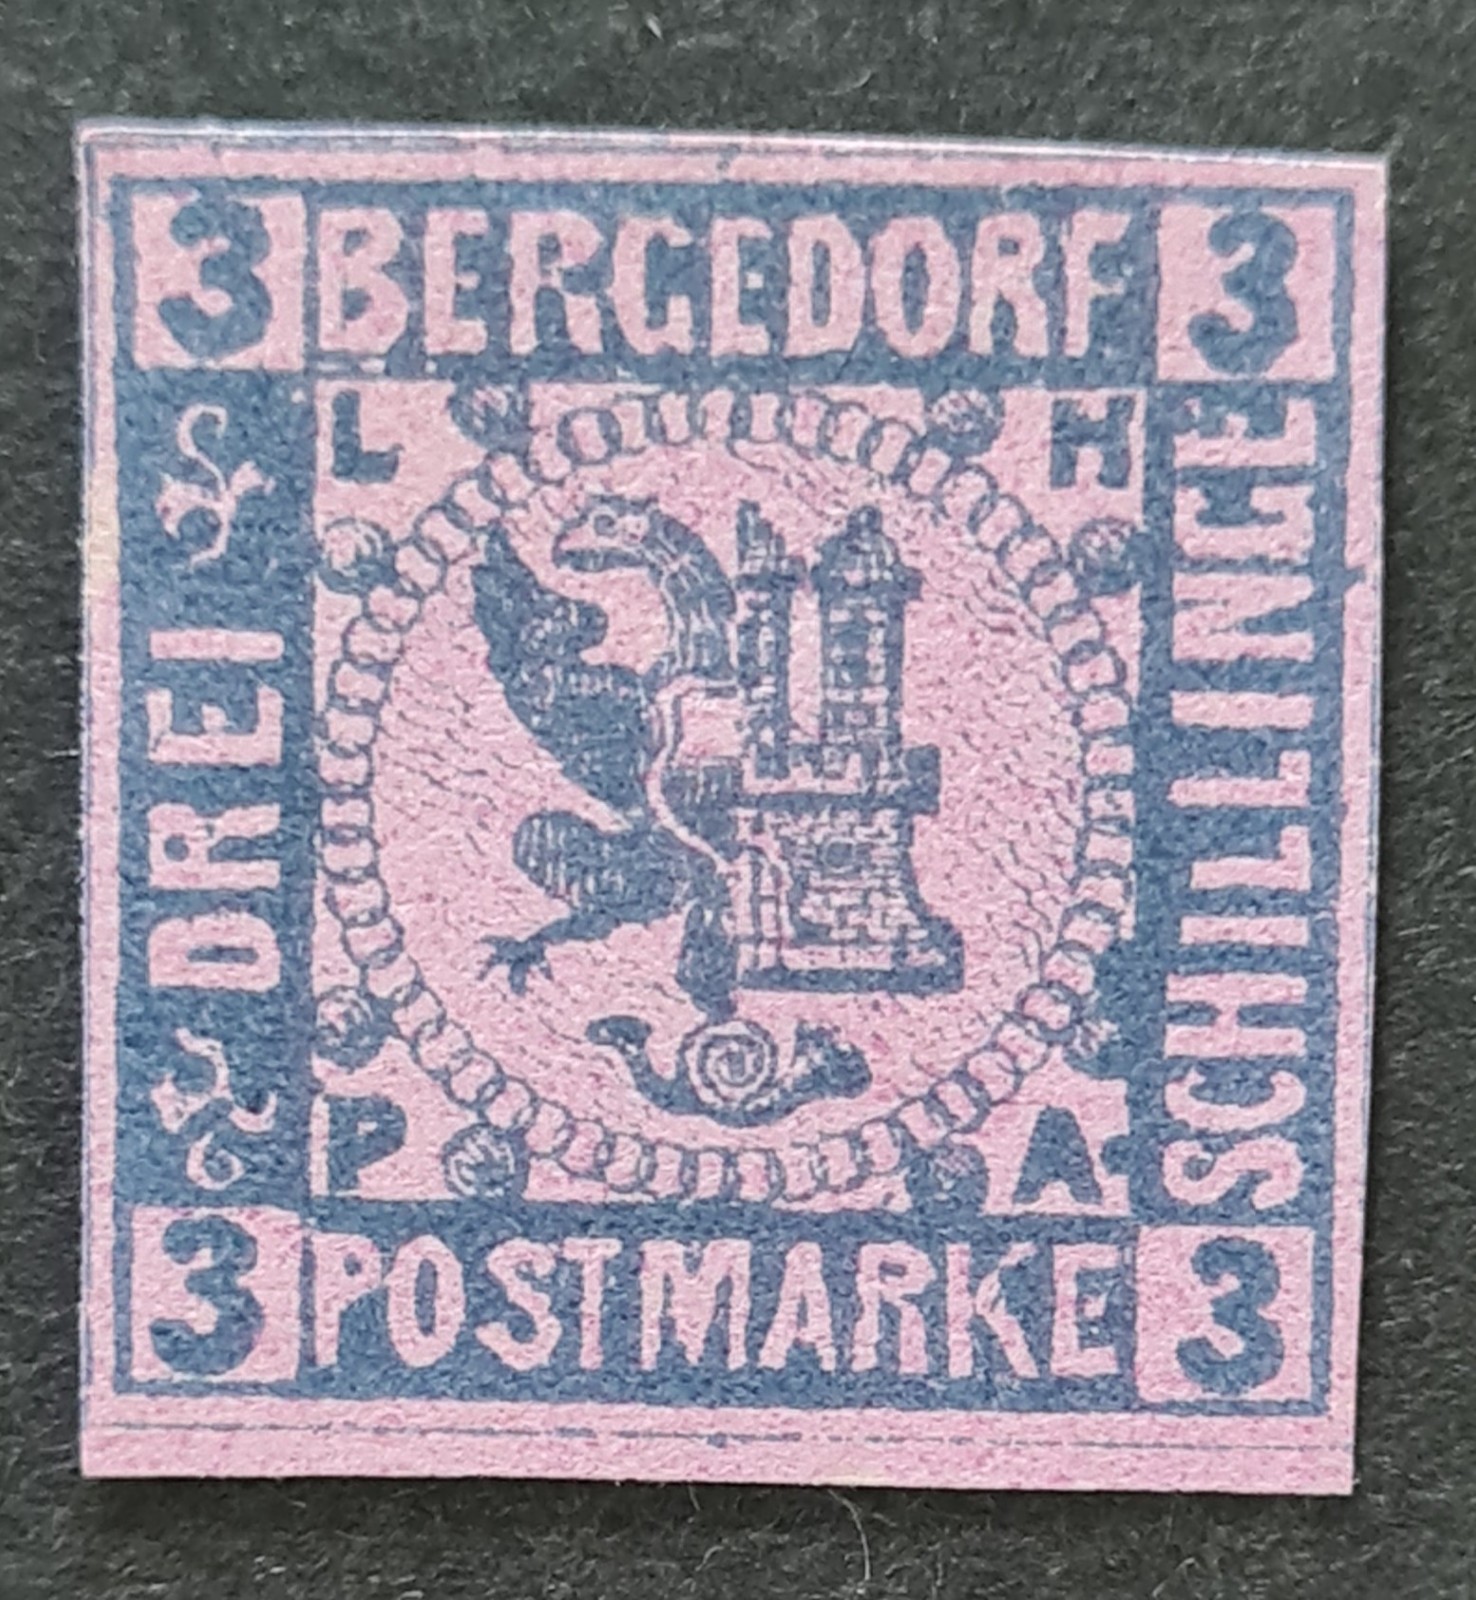 3 BERGEDORF 3
L H
DREI
SCHILLINGE
P A
3 POSTMARKE 3